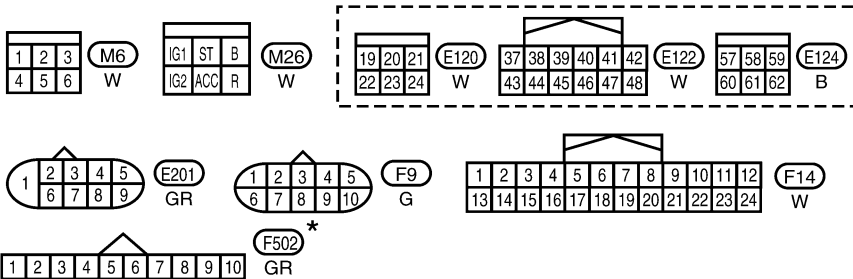 1 2 3
4 5 6
M6
W
IG1 ST B
IG2 ACC R
M26
W
19 20 21
22 23 24
E120
W
37 38 39 40 41 42
43 44 45 46 47 48
E122
W
57 58 59
60 61 62
E124
B
1 2 3 4 5
6 7 8 9
E201
GR
1 2 3 4 5
6 7 8 9 10
F9
G
*
1 2 3 4 5 6 7 8 9 10 11 12
13 14 15 16 17 18 19 20 21 22 23 24
F14
W
1 2 3 4 5 6 7 8 9 10
F502
GR